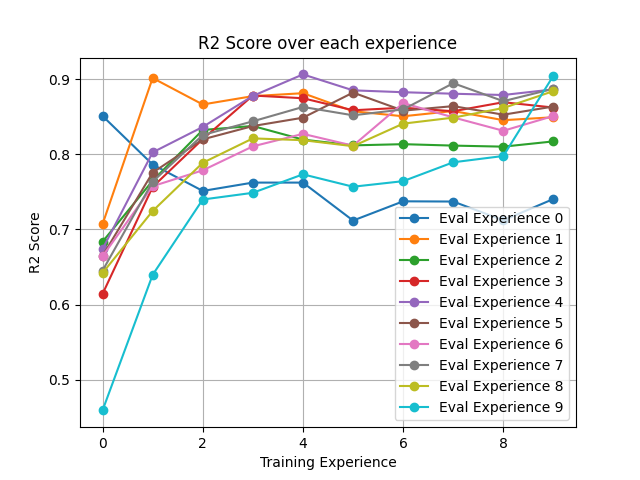 R2 Score over each experience
R2 Score
0.9
0.8
0.7
0.6
0.5
0
2
4
6
8
Training Experience
Eval Experience 0
Eval Experience 1
Eval Experience 2
Eval Experience 3
Eval Experience 4
Eval Experience 5
Eval Experience 6
Eval Experience 7
Eval Experience 8
Eval Experience 9